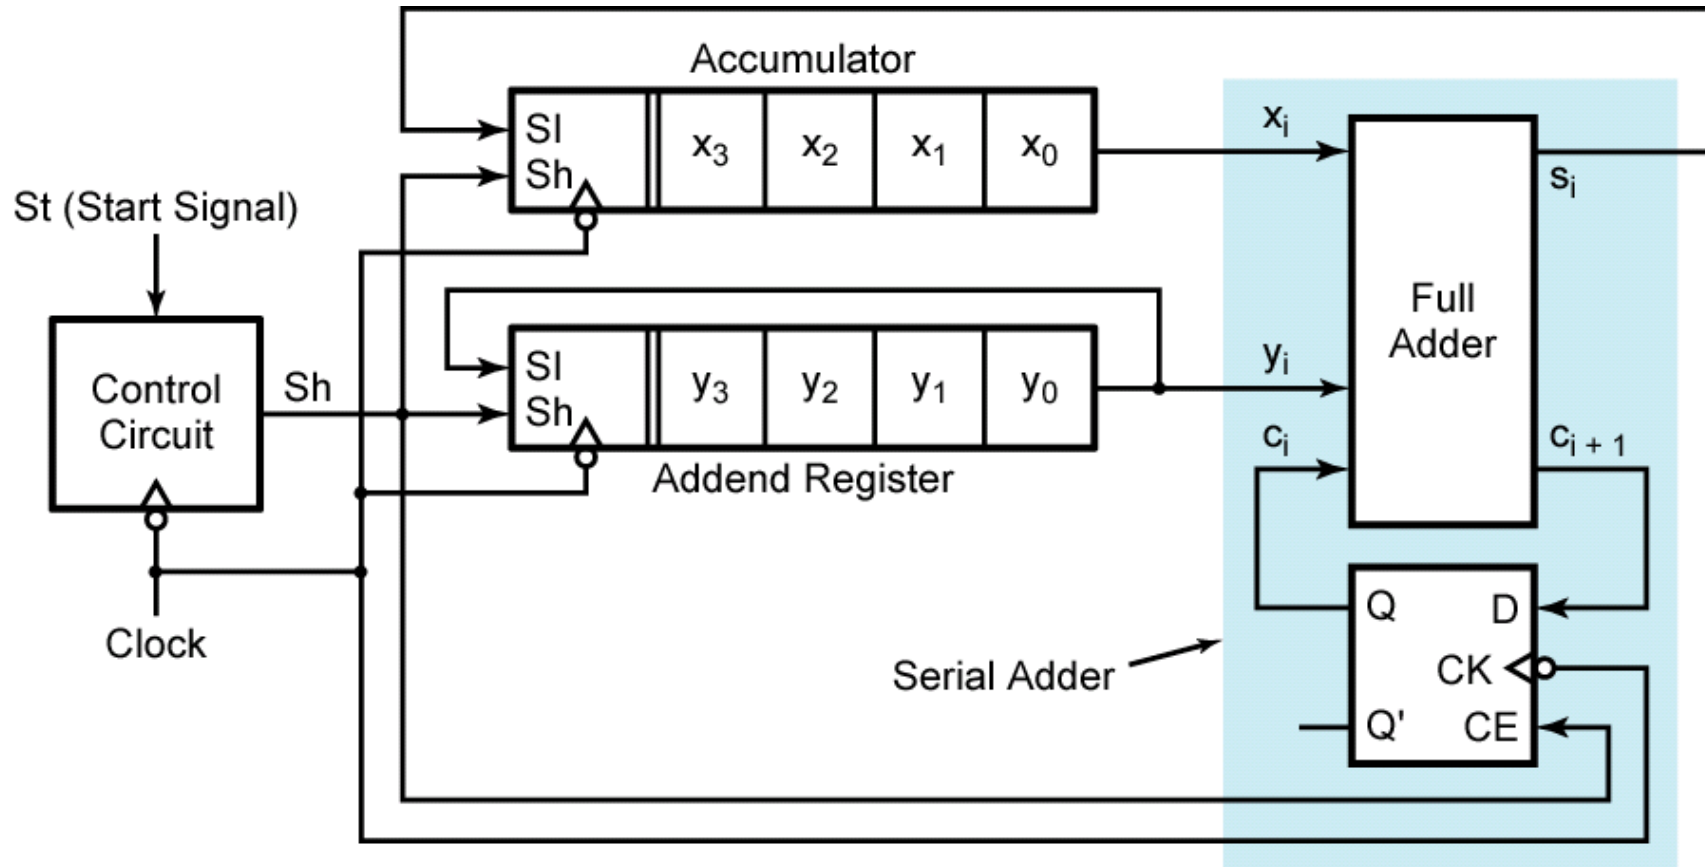 Accumulator
SI
Sh
x₃ x₂ x₁ x₀
xᵢ
sᵢ
St (Start Signal)
Control
Circuit
Sh
SI
Sh
y₃ y₂ y₁ y₀
yᵢ
Full
Adder
cᵢ
cᵢ ₊ ₁
Addend Register
Clock
Serial Adder
Q D
CK
Q' CE